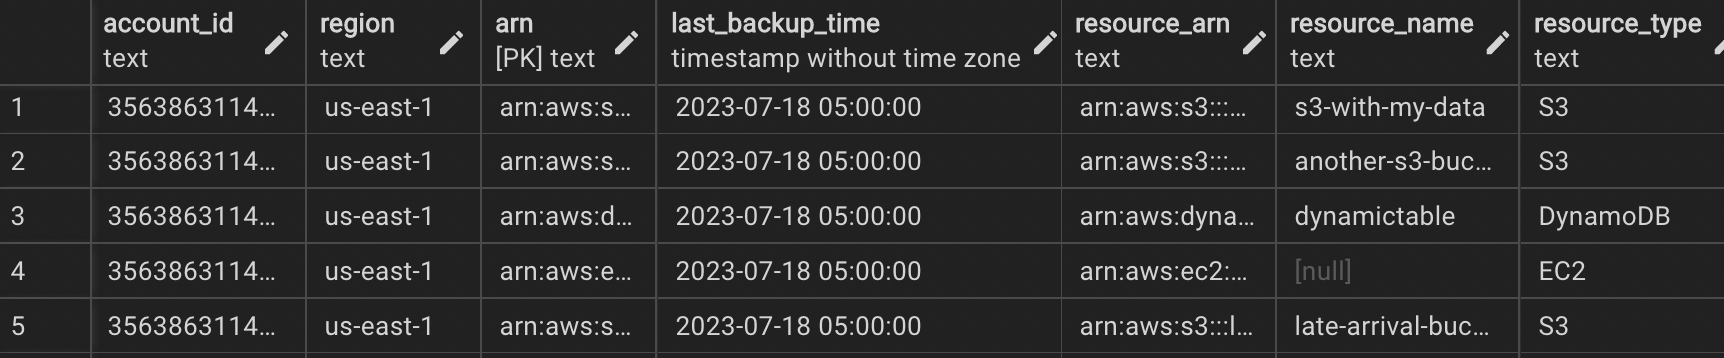 account_id region arn last_backup_time resource_arn resource_name resource_type
text text [PK] text timestamp without time zone text text text
1 3563863114... us-east-1 arn:aws:s... 2023-07-18 05:00:00 arn:aws:s3:::... s3-with-my-data S3
2 3563863114... us-east-1 arn:aws:s... 2023-07-18 05:00:00 arn:aws:s3:::... another-s3-buc... S3
3 3563863114... us-east-1 arn:aws:d... 2023-07-18 05:00:00 arn:aws:dyna... dynamictable DynamoDB
4 3563863114... us-east-1 arn:aws:e... 2023-07-18 05:00:00 arn:aws:ec2:... [null] EC2
5 3563863114... us-east-1 arn:aws:s... 2023-07-18 05:00:00 arn:aws:s3:::l... late-arrival-buc... S3